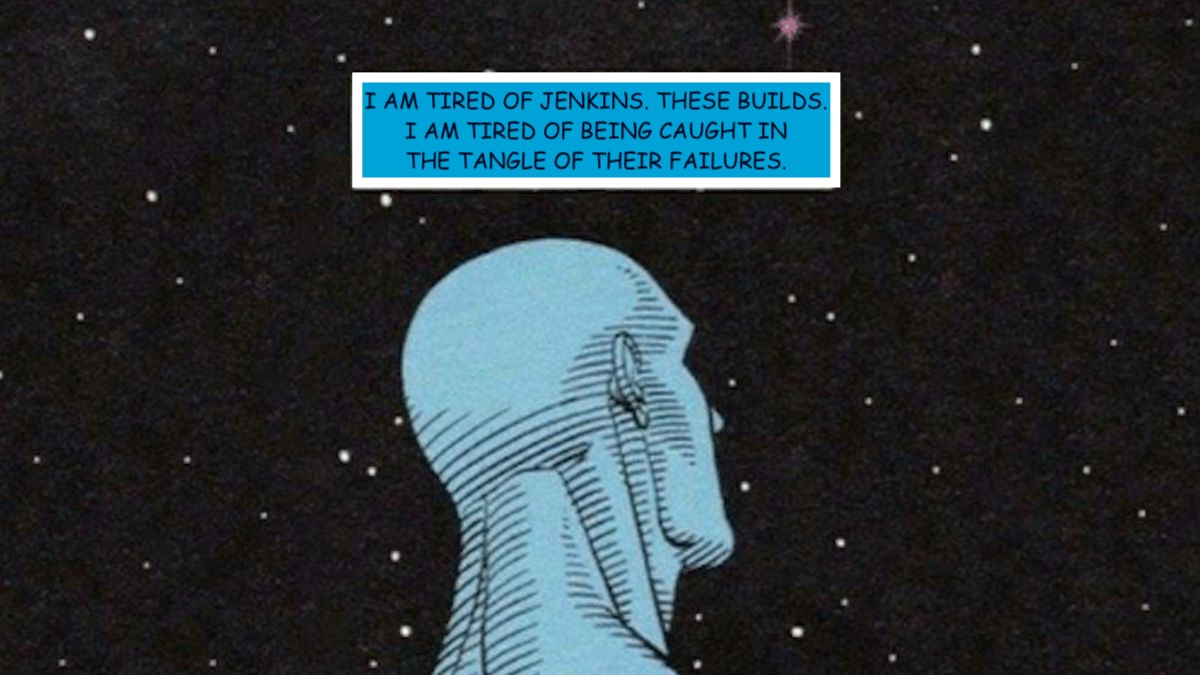 I AM TIRED OF JENKINS. THESE BUILDS.
I AM TIRED OF BEING CAUGHT IN
THE TANGLE OF THEIR FAILURES.